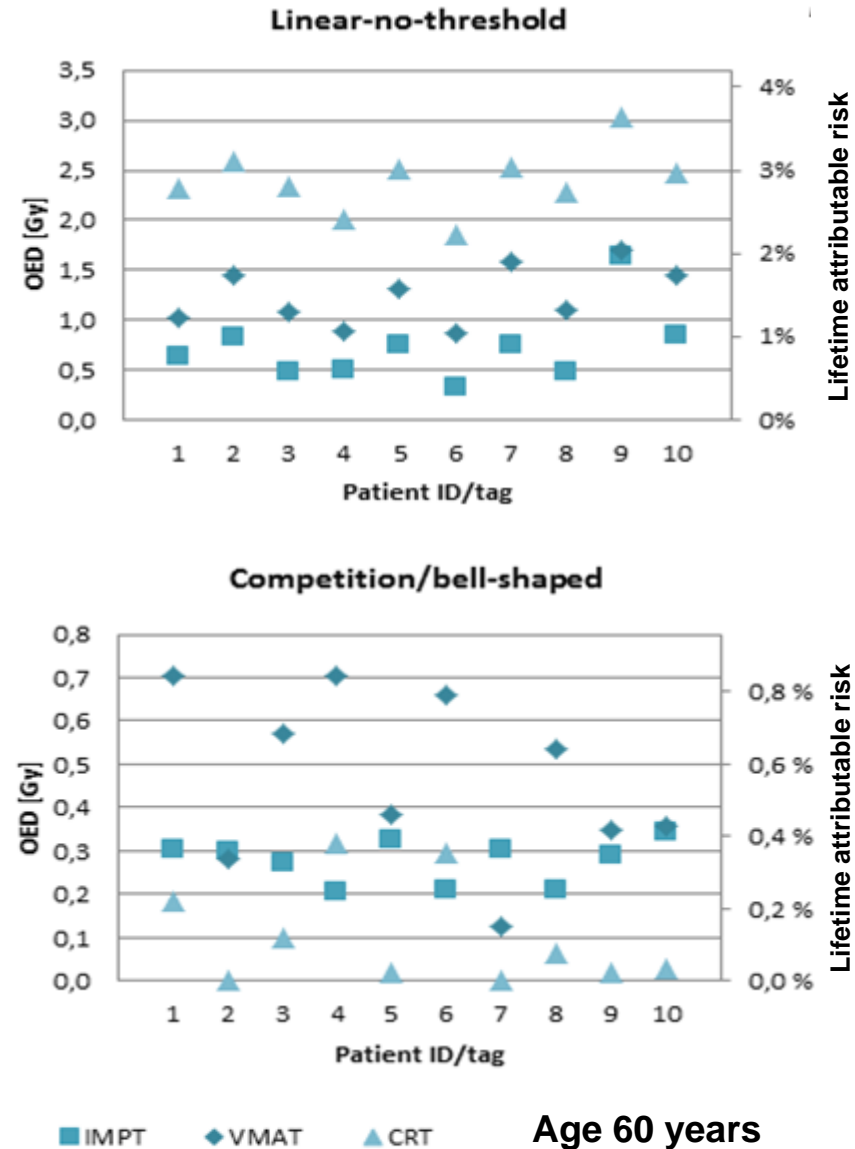 Linear-no-threshold
OED [Gy]
3,5
3,0
2,5
2,0
1,5
1,0
0,5
0,0
4%
3%
2%
1%
0%
Lifetime attributable risk
1 2 3 4 5 6 7 8 9 10
Patient ID/tag
Competition/bell-shaped
OED [Gy]
0,8
0,7
0,6
0,5
0,4
0,3
0,2
0,1
0,0
0,8 %
0,6 %
0,4 %
0,2 %
0,0 %
Lifetime attributable risk
1 2 3 4 5 6 7 8 9 10
Patient ID/tag
IMPT VMAT CRT Age 60 years